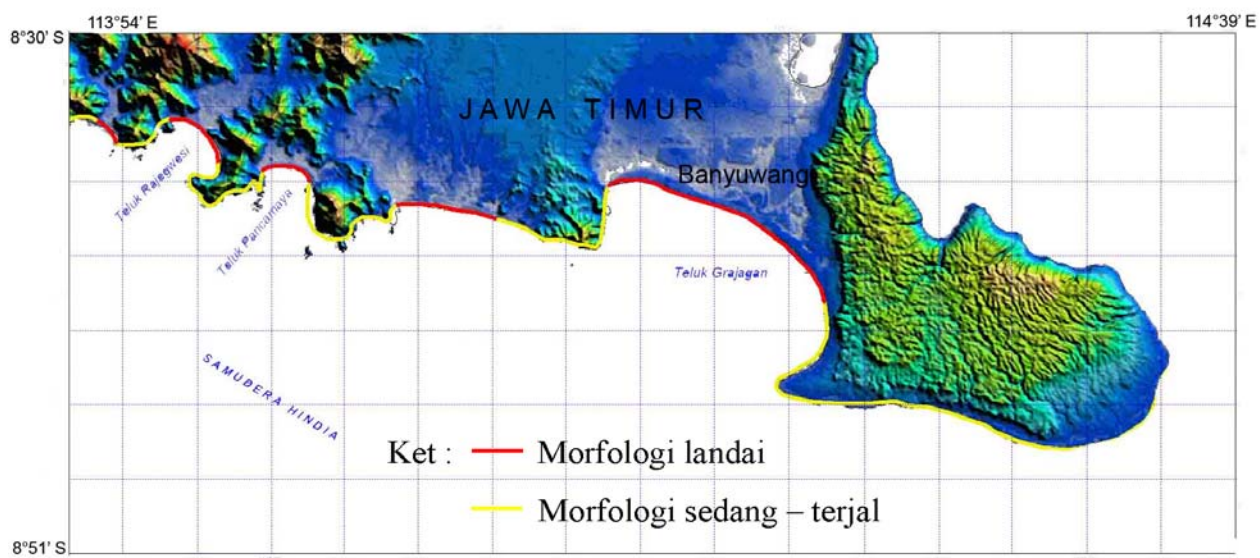 113°54' E
114°39' E
8°30' S
JAWA TIMUR
Banyuwangi
Teluk Rajegwesi
Teluk Pancamaya
Teluk Grajagan
SAMUDERA HINDIA
Ket :
Morfologi landai
Morfologi sedang – terjal
8°51' S